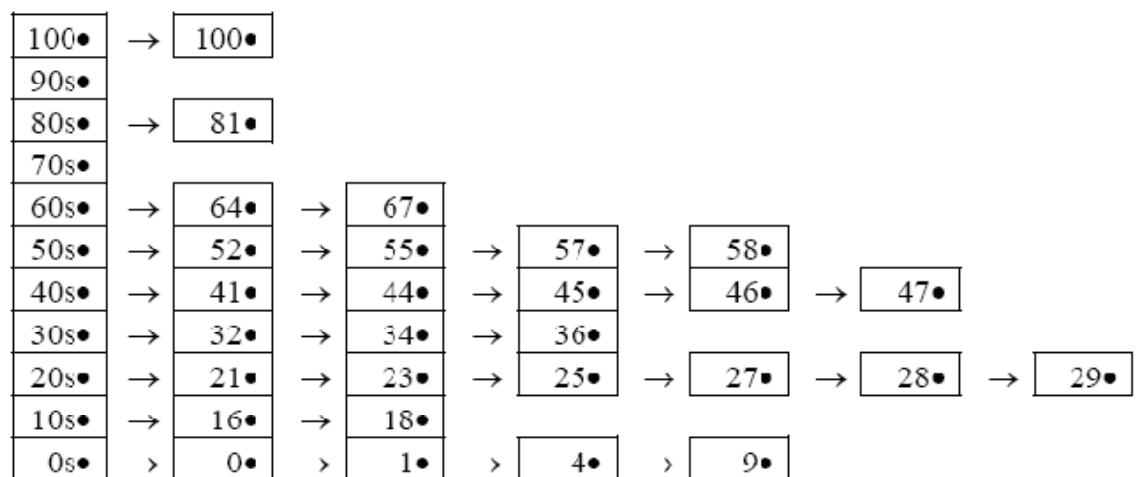 100● → 100●
90s●
80s● → 81●
70s●
60s● → 64● → 67●
50s● → 52● → 55● → 57● → 58●
40s● → 41● → 44● → 45● → 46● → 47●
30s● → 32● → 34● → 36●
20s● → 21● → 23● → 25● → 27● → 28● → 29●
10s● → 16● → 18●
0s● › 0● › 1● › 4● › 9●